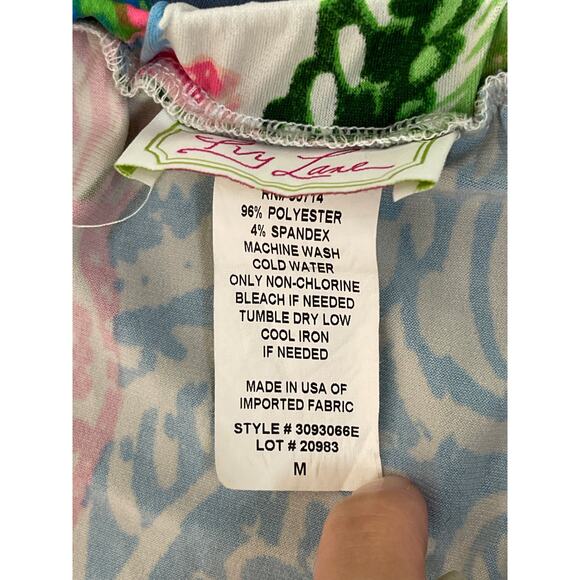 Lily Lane
96% POLYESTER
4% SPANDEX
MACHINE WASH
COLD WATER
ONLY NON-CHLORINE
BLEACH IF NEEDED
TUMBLE DRY LOW
COOL IRON
IF NEEDED
MADE IN USA OF
IMPORTED FABRIC
STYLE # 3093066E
LOT # 20983
M